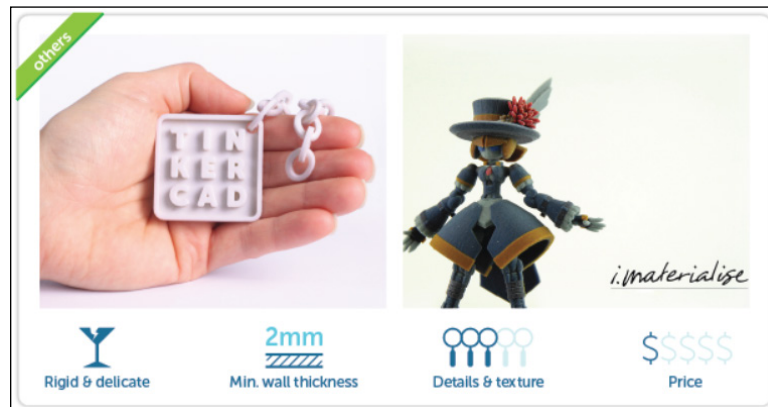 others
TIN
KER
CAD
i.materialise
2mm
Rigid & delicate
Min. wall thickness
Details & texture
$$$$$
Price